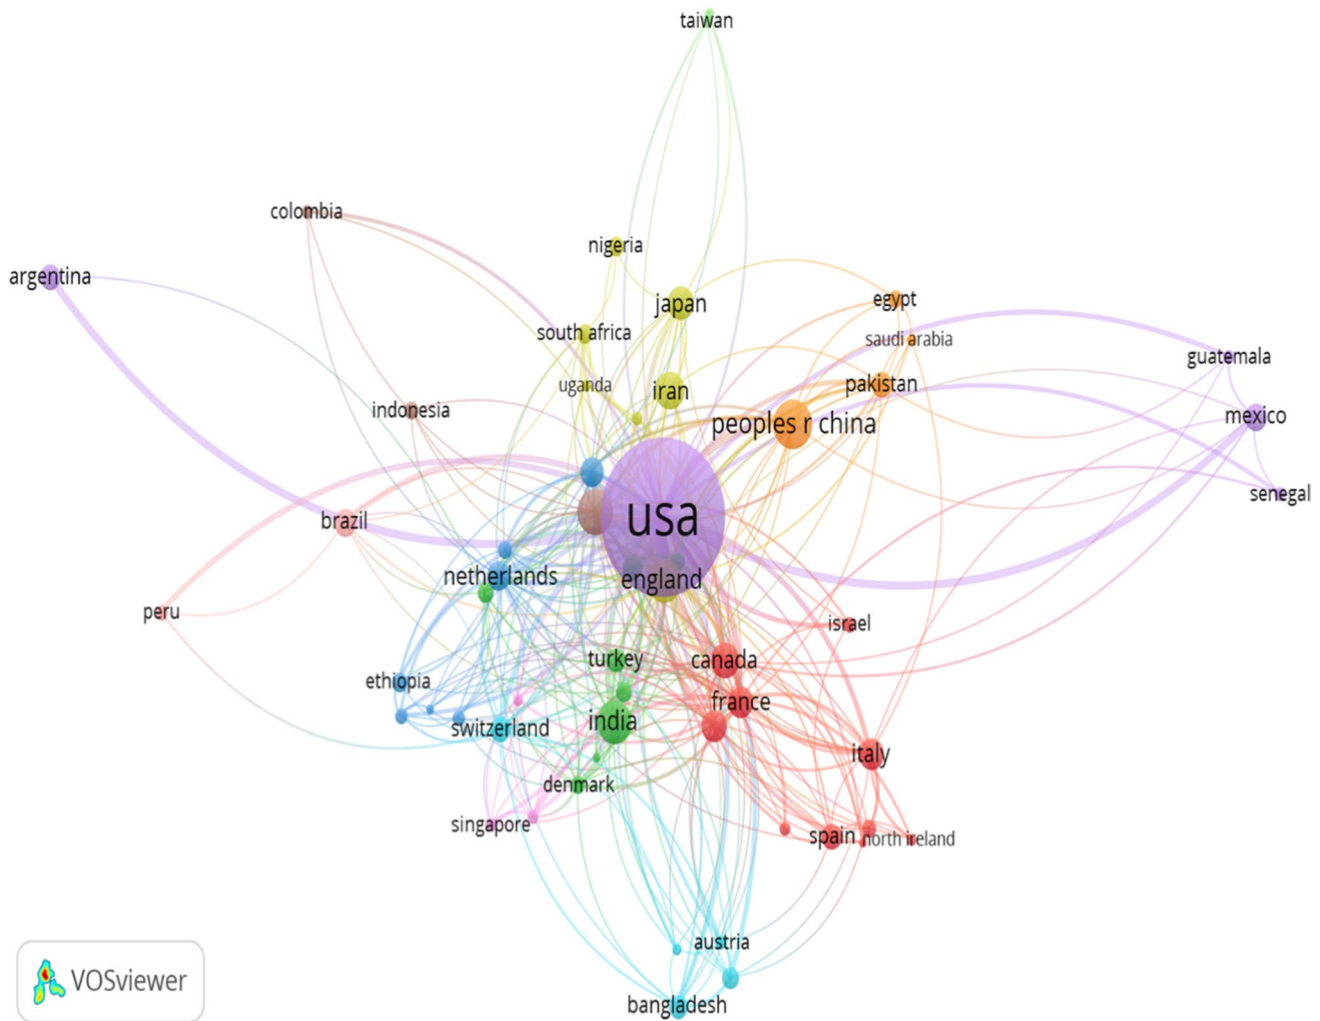 taiwan
colombia
nigeria
argentina
japan
egypt
south africa
saudi arabia
guatemala
uganda
iran
pakistan
indonesia
peoples r china
mexico
senegal
usa
brazil
netherlands
england
peru
israel
turkey
canada
ethiopia
france
india
switzerland
italy
denmark
singapore
spain
north ireland
austria
VOSviewer
bangladesh